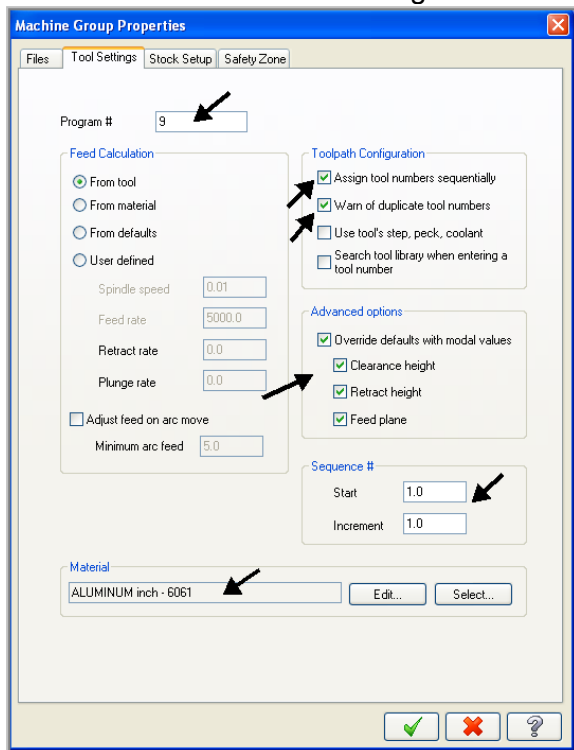 Machine Group Properties
Files Tool Settings Stock Setup Safety Zone
Program # 9
Feed Calculation
From tool
From material
From defaults
User defined
Spindle speed 0.01
Feed rate 5000.0
Retract rate 0.0
Plunge rate 0.0
Adjust feed on arc move
Minimum arc feed 5.0
Toolpath Configuration
Assign tool numbers sequentially
Warn of duplicate tool numbers
Use tool's step, peck, coolant
Search tool library when entering a
tool number
Advanced options
Override defaults with modal values
Clearance height
Retract height
Feed plane
Sequence #
Start 1.0
Increment 1.0
Material
ALUMINUM inch - 6061 Edit... Select...